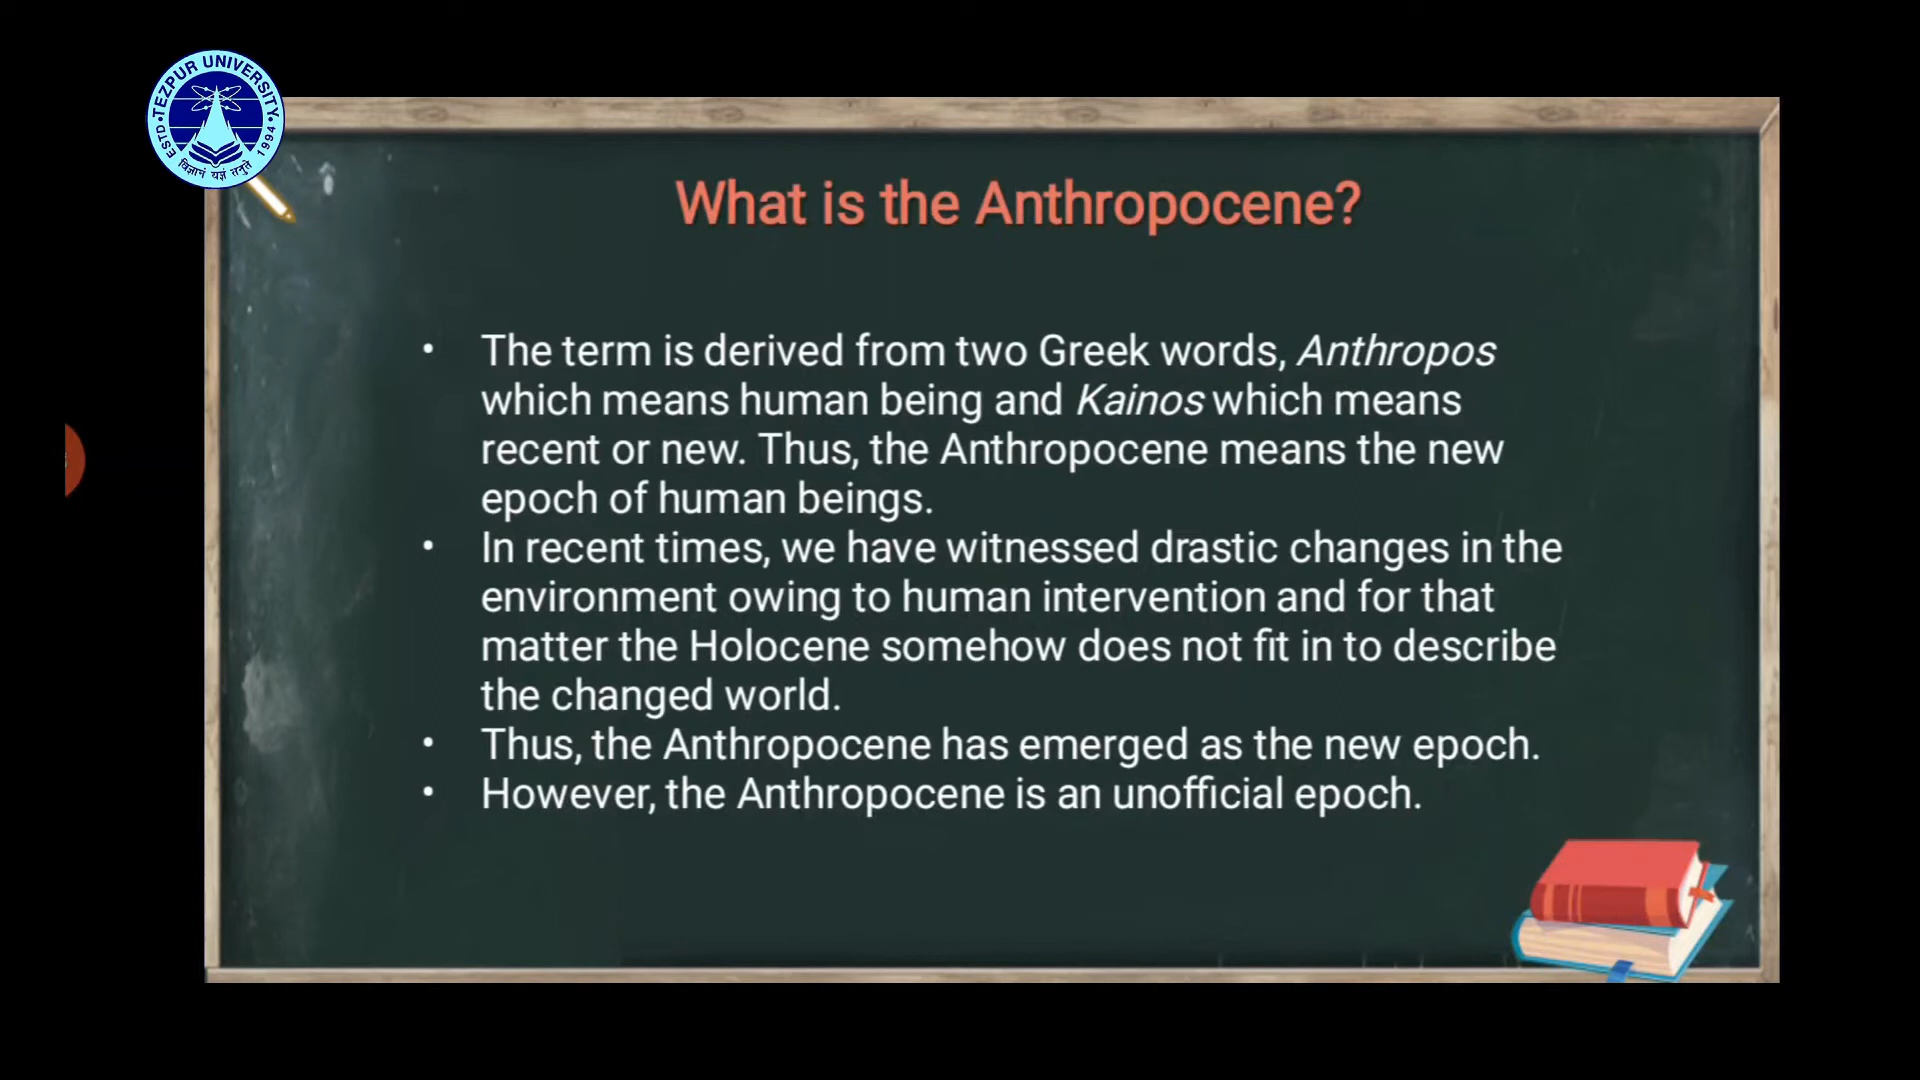 TEZPUR UNIVERSITY
ESTD 1994
विज्ञानं यज्ञं तनुते
What is the Anthropocene?
• The term is derived from two Greek words, Anthropos
which means human being and Kainos which means
recent or new. Thus, the Anthropocene means the new
epoch of human beings.
• In recent times, we have witnessed drastic changes in the
environment owing to human intervention and for that
matter the Holocene somehow does not fit in to describe
the changed world.
• Thus, the Anthropocene has emerged as the new epoch.
• However, the Anthropocene is an unofficial epoch.